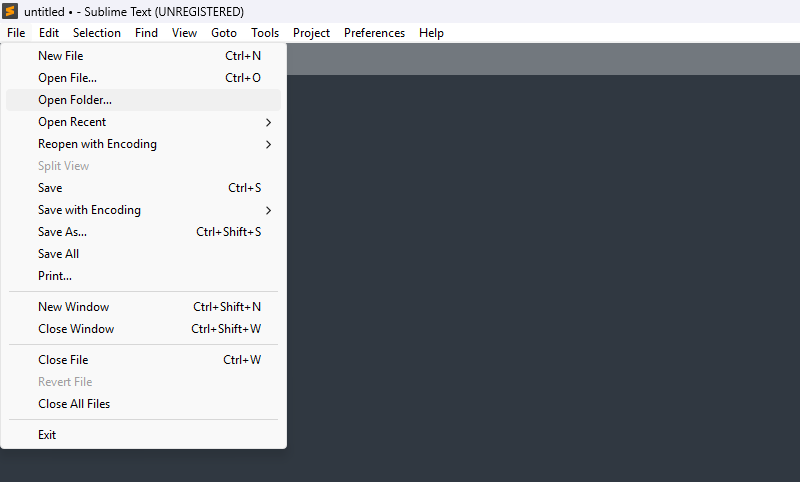 untitled • - Sublime Text (UNREGISTERED)
File Edit Selection Find View Goto Tools Project Preferences Help
New File Ctrl+N
Open File... Ctrl+O
Open Folder...
Open Recent
Reopen with Encoding
Split View
Save Ctrl+S
Save with Encoding
Save As... Ctrl+Shift+S
Save All
Print...
New Window Ctrl+Shift+N
Close Window Ctrl+Shift+W
Close File Ctrl+W
Revert File
Close All Files
Exit